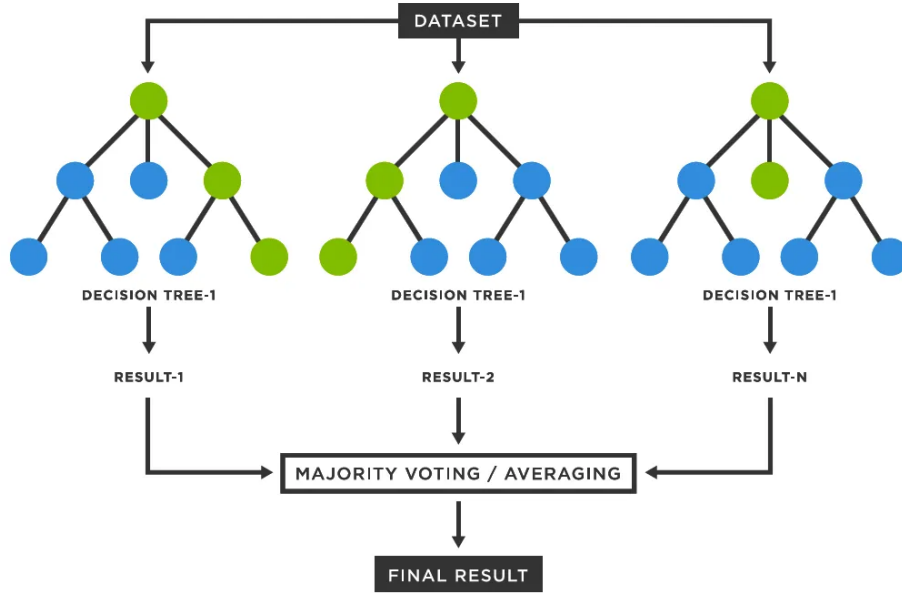 DATASET
DECISION TREE-1
DECISION TREE-1
DECISION TREE-1
RESULT-1
RESULT-2
RESULT-N
MAJORITY VOTING / AVERAGING
FINAL RESULT